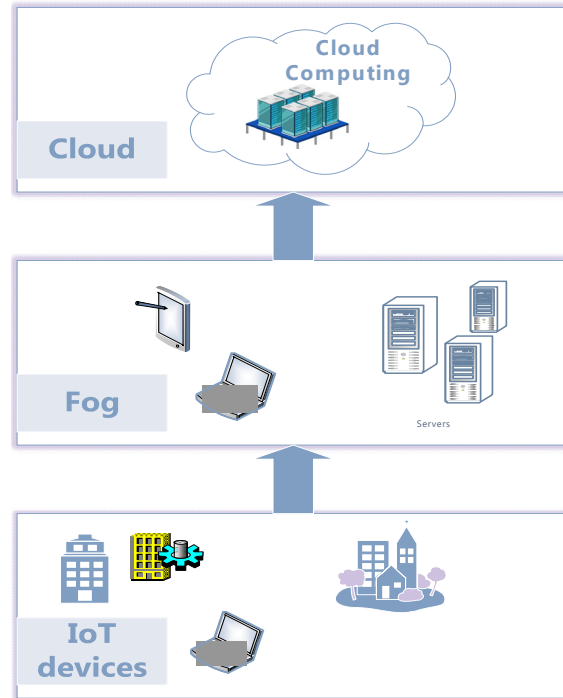 Cloud
Computing
Cloud
Fog
Servers
IoT
devices